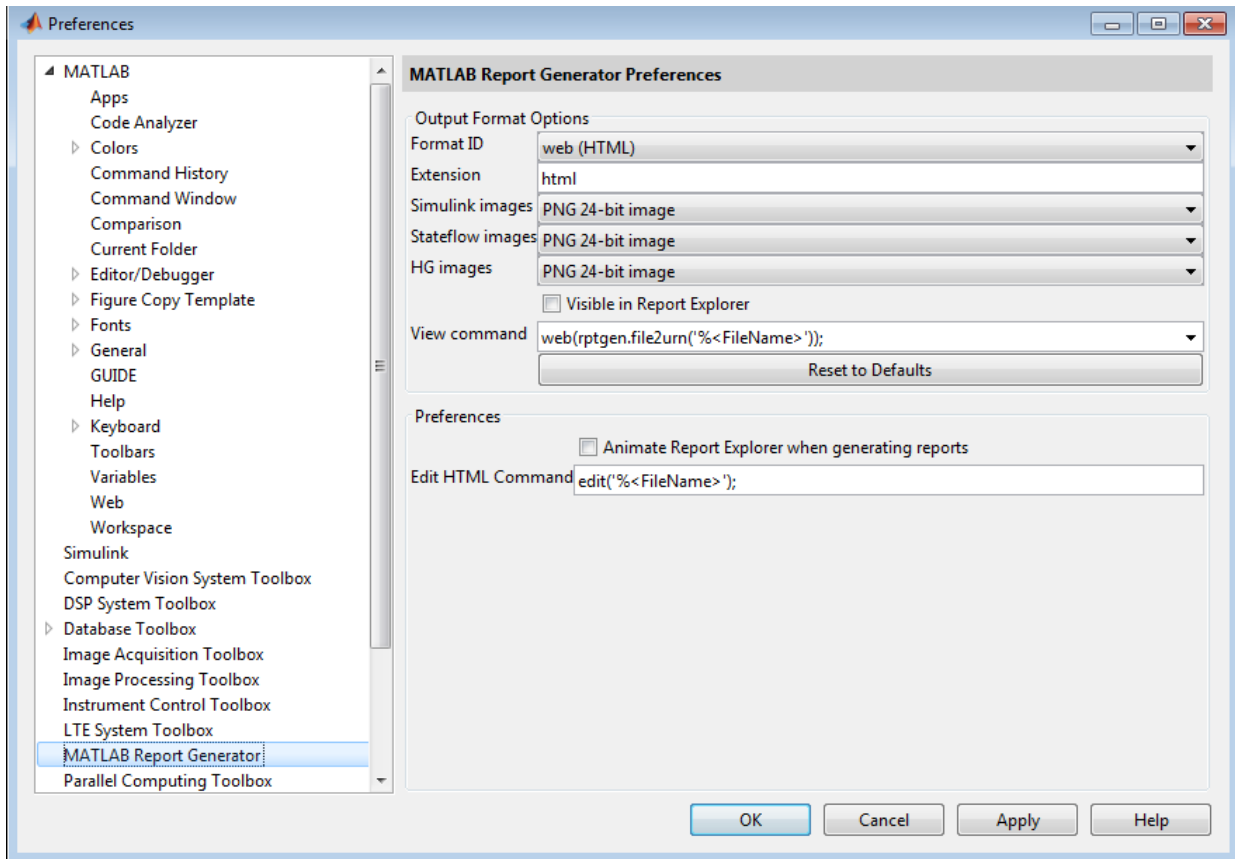 Preferences
MATLAB
Apps
Code Analyzer
Colors
Command History
Command Window
Comparison
Current Folder
Editor/Debugger
Figure Copy Template
Fonts
General
GUIDE
Help
Keyboard
Toolbars
Variables
Web
Workspace
Simulink
Computer Vision System Toolbox
DSP System Toolbox
Database Toolbox
Image Acquisition Toolbox
Image Processing Toolbox
Instrument Control Toolbox
LTE System Toolbox
MATLAB Report Generator
Parallel Computing Toolbox
MATLAB Report Generator Preferences
Output Format Options
Format ID web (HTML)
Extension html
Simulink images PNG 24-bit image
Stateflow images PNG 24-bit image
HG images PNG 24-bit image
Visible in Report Explorer
View command web(rptgen.file2urn('%<FileName>'));
Reset to Defaults
Preferences
Animate Report Explorer when generating reports
Edit HTML Command edit('%<FileName>');
OK Cancel Apply Help